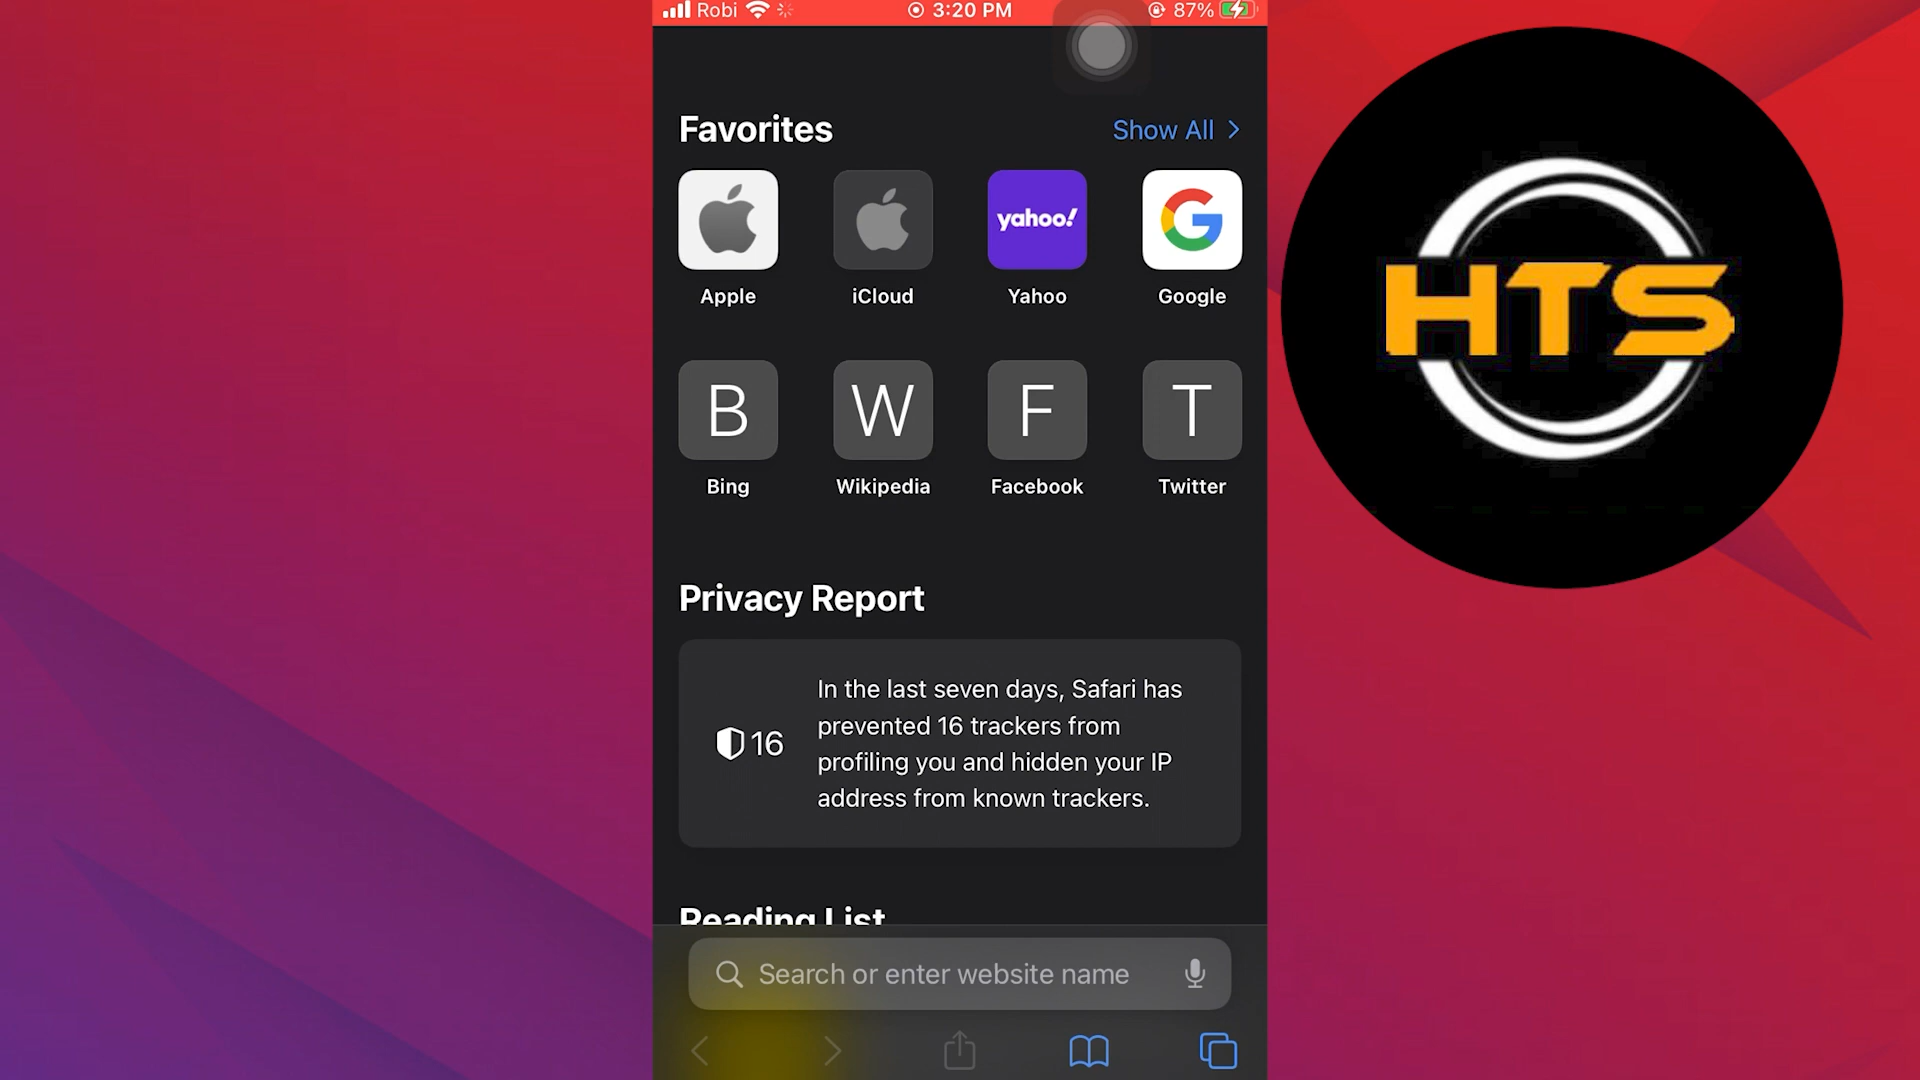 Robi
3:20 PM
87%
Favorites
Show All
yahoo!
G
Apple
iCloud
Yahoo
Google
B
W
F
T
Bing
Wikipedia
Facebook
Twitter
Privacy Report
16
In the last seven days, Safari has
prevented 16 trackers from
profiling you and hidden your IP
address from known trackers.
Reading List
Search or enter website name
HTS